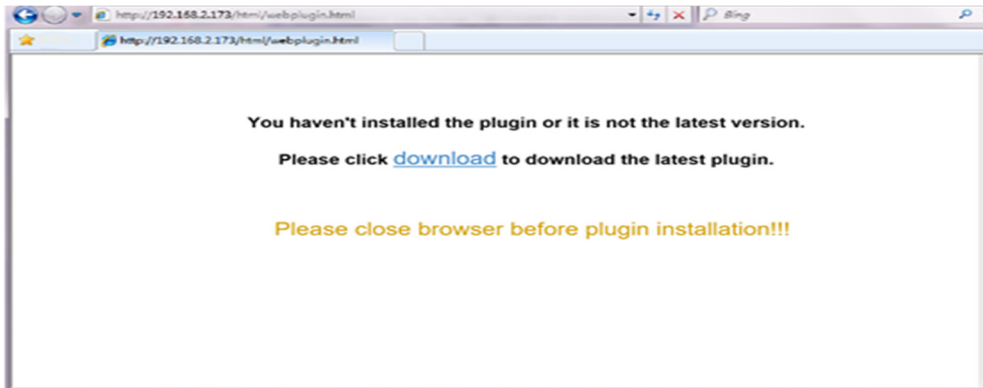 http://192.168.2.173/html/webplugin.html
Bing
http://192.168.2.173/html/webplugin.html
You haven't installed the plugin or it is not the latest version.
Please click download to download the latest plugin.
Please close browser before plugin installation!!!